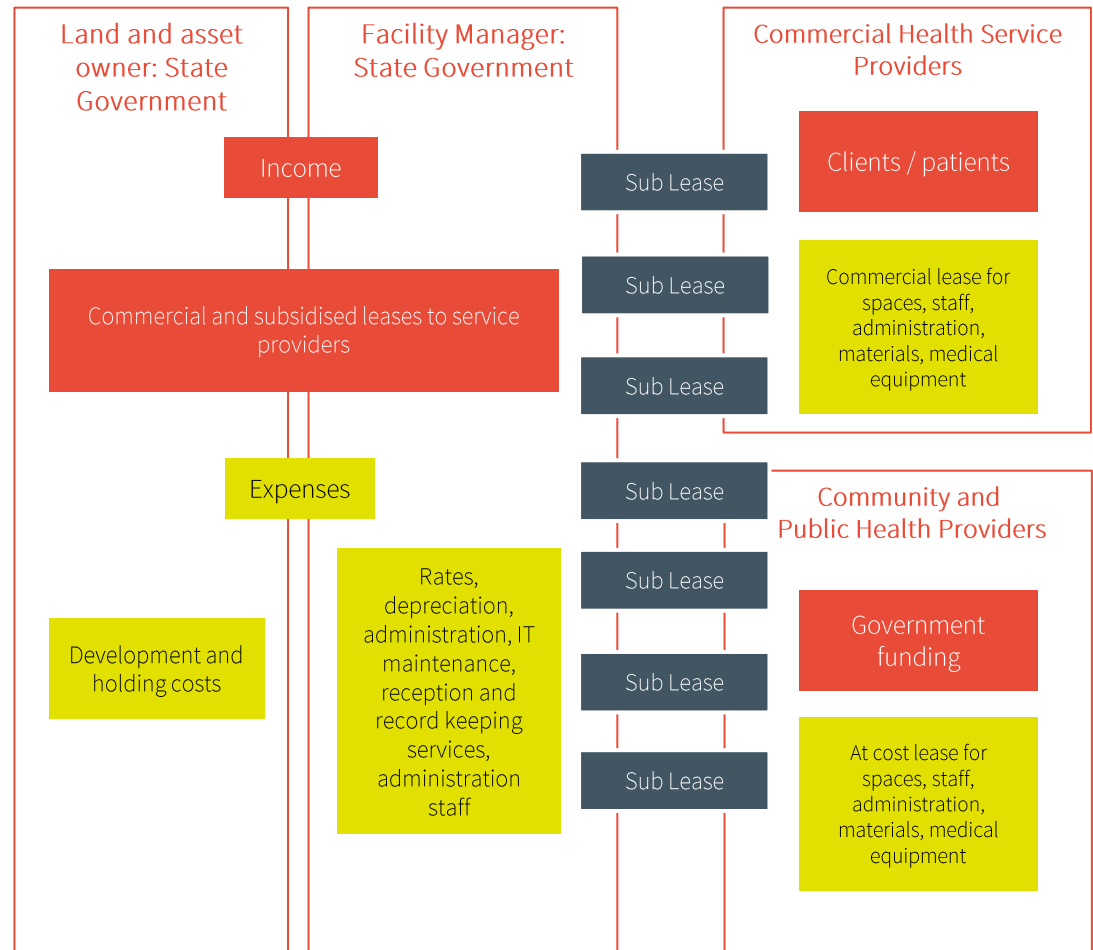 Land and asset
owner: State
Government
Facility Manager:
State Government
Income
Commercial and subsidised leases to service
providers
Expenses
Development and
holding costs
Rates,
depreciation,
administration, IT
maintenance,
reception and
record keeping
services,
administration
staff
Sub Lease
Sub Lease
Sub Lease
Sub Lease
Sub Lease
Sub Lease
Sub Lease
Commercial Health Service
Providers
Clients / patients
Commercial lease for
spaces, staff,
administration,
materials, medical
equipment
Community and
Public Health Providers
Government
funding
At cost lease for
spaces, staff,
administration,
materials, medical
equipment